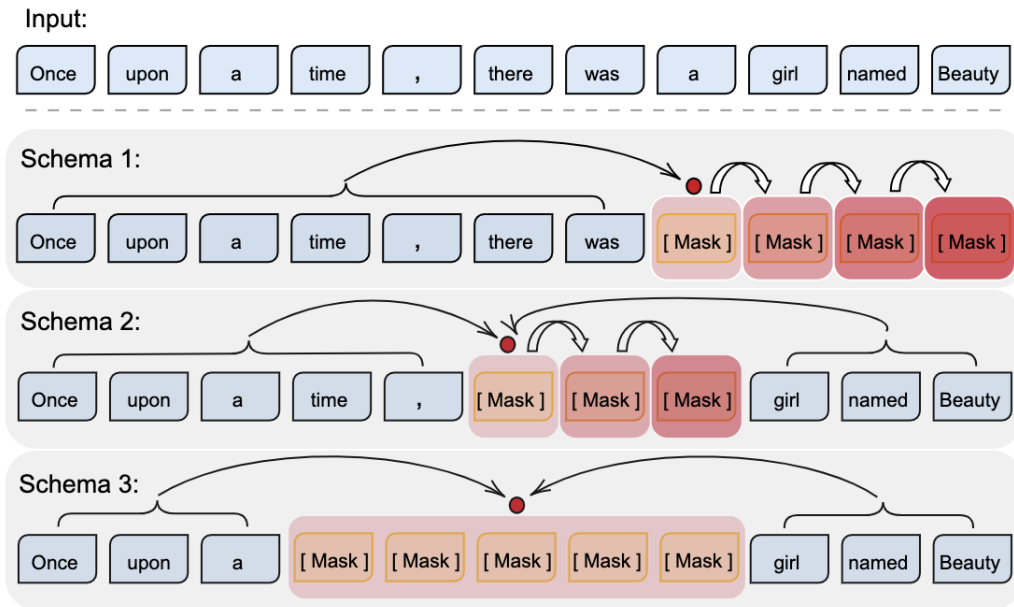 Input:
Once upon a time , there was a girl named Beauty
Schema 1:
Once upon a time , there was [ Mask ] [ Mask ] [ Mask ] [ Mask ]
Schema 2:
Once upon a time , [ Mask ] [ Mask ] [ Mask ] girl named Beauty
Schema 3:
Once upon a [ Mask ] [ Mask ] [ Mask ] [ Mask ] [ Mask ] girl named Beauty